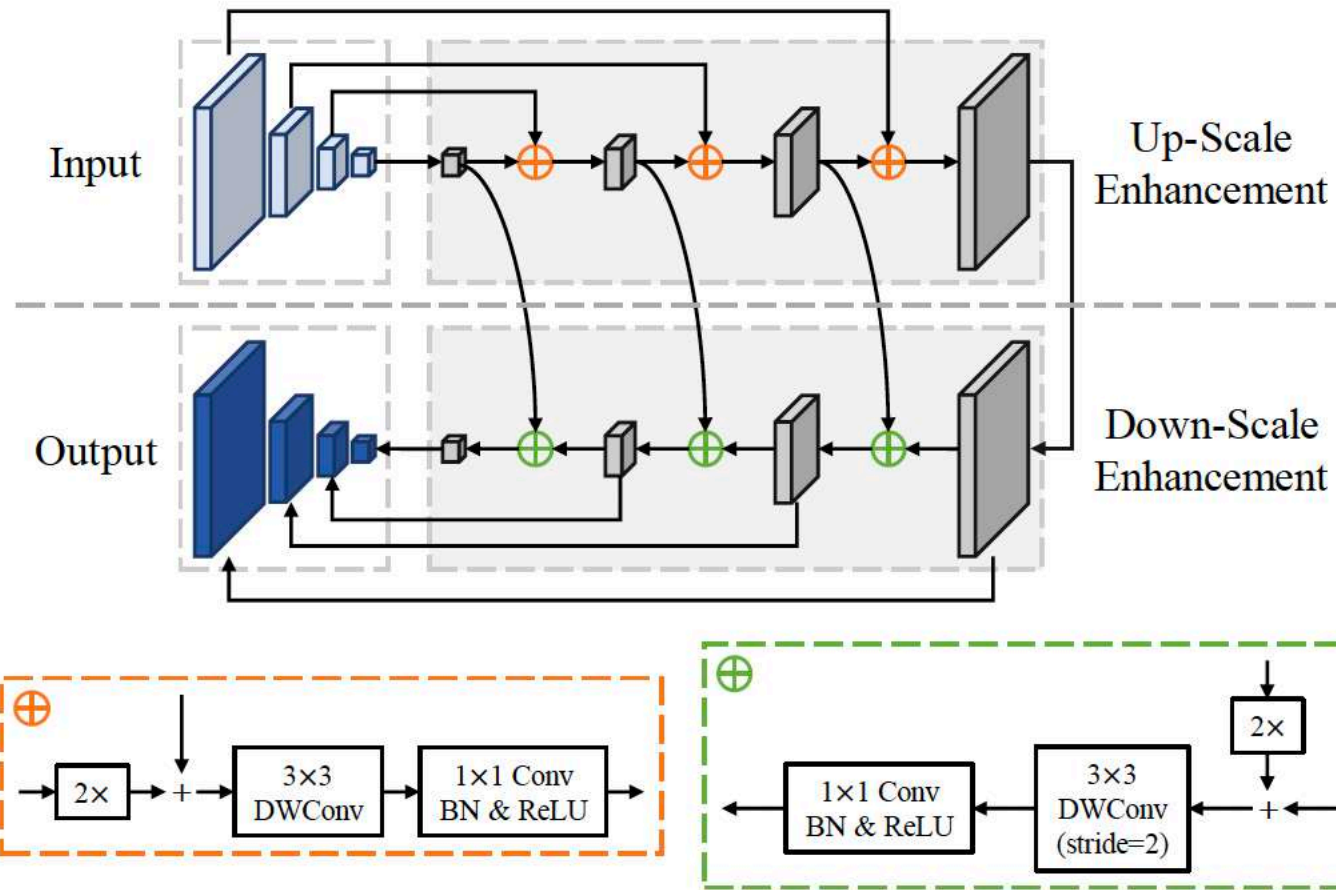 Input
Up-Scale
Enhancement
Output
Down-Scale
Enhancement
2×
+
3×3
DWConv
1×1 Conv
BN & ReLU
2×
1×1 Conv
BN & ReLU
3×3
DWConv
(stride=2)
+